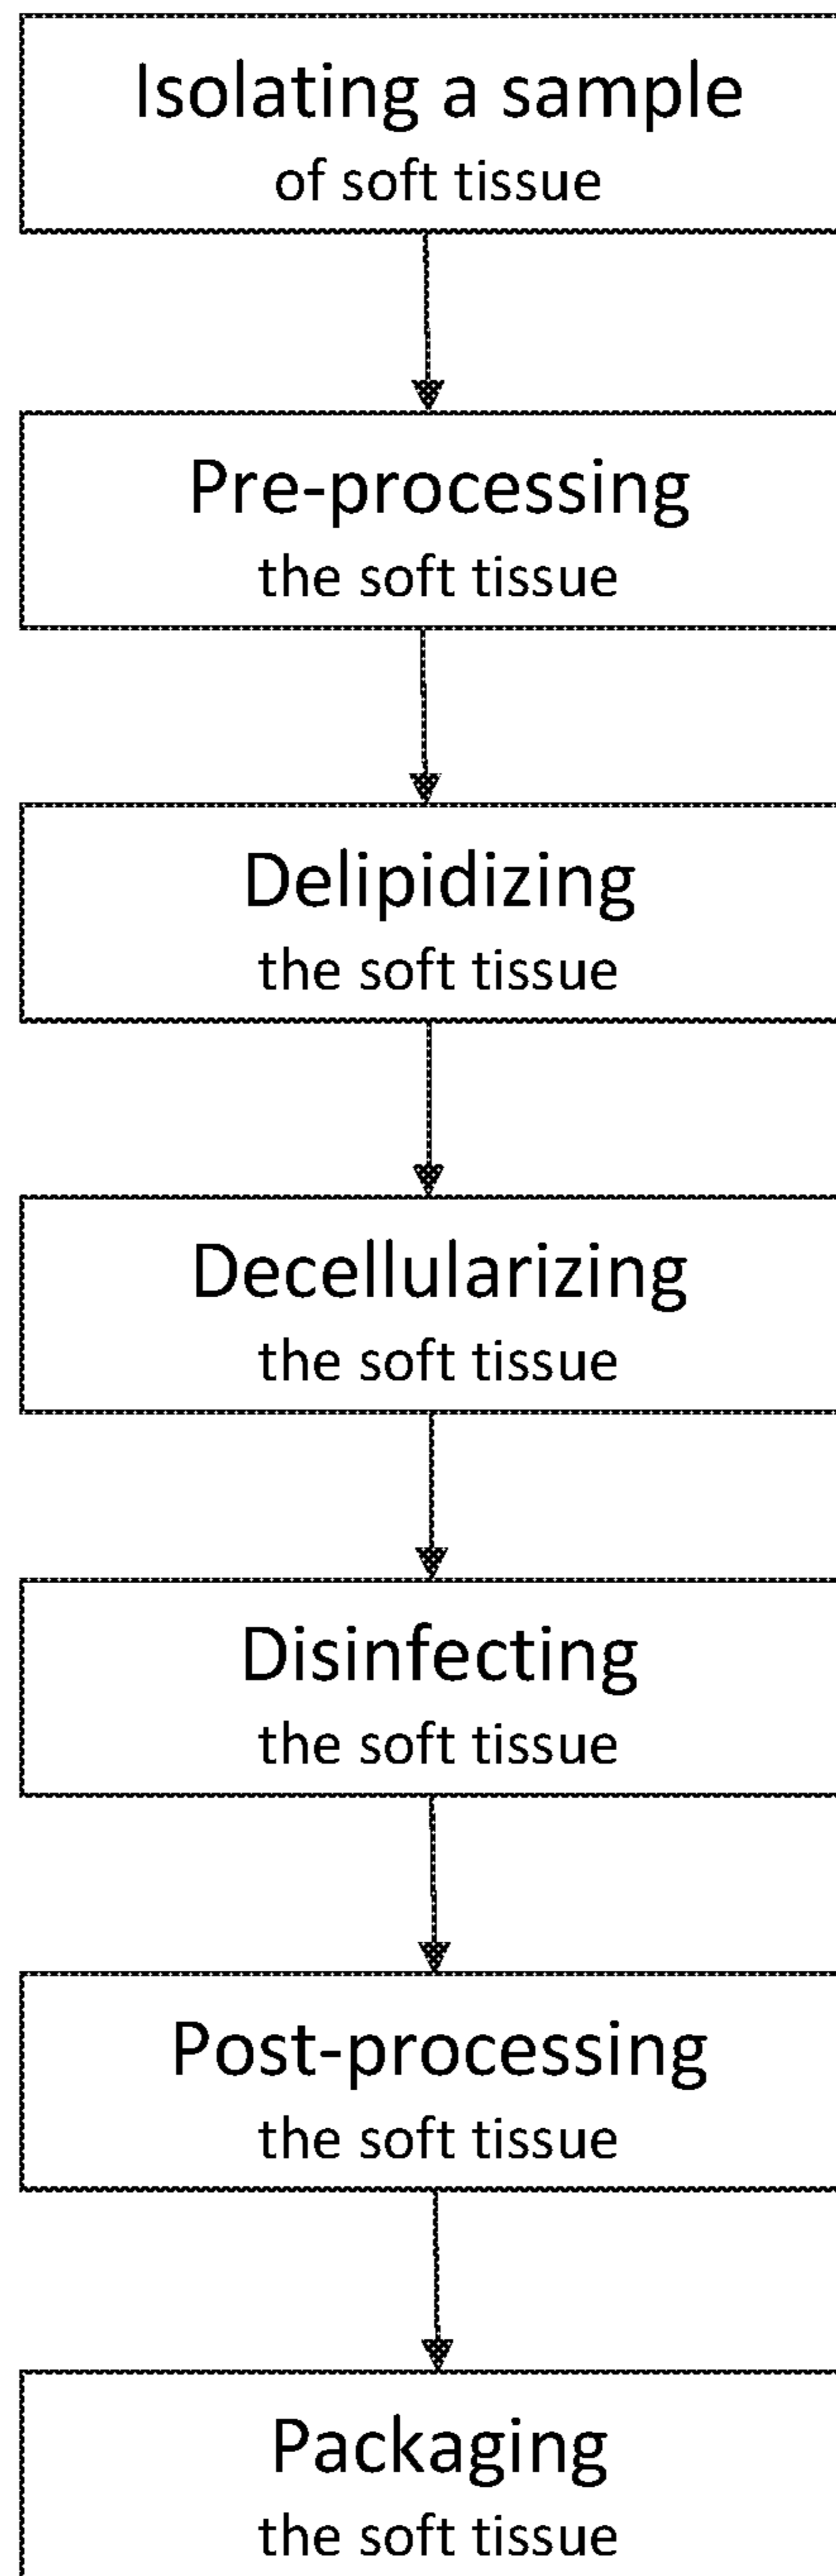 Isolating a sample
of soft tissue
Pre-processing
the soft tissue
Delipidizing
the soft tissue
Decellularizing
the soft tissue
Disinfecting
the soft tissue
Post-processing
the soft tissue
Packaging
the soft tissue